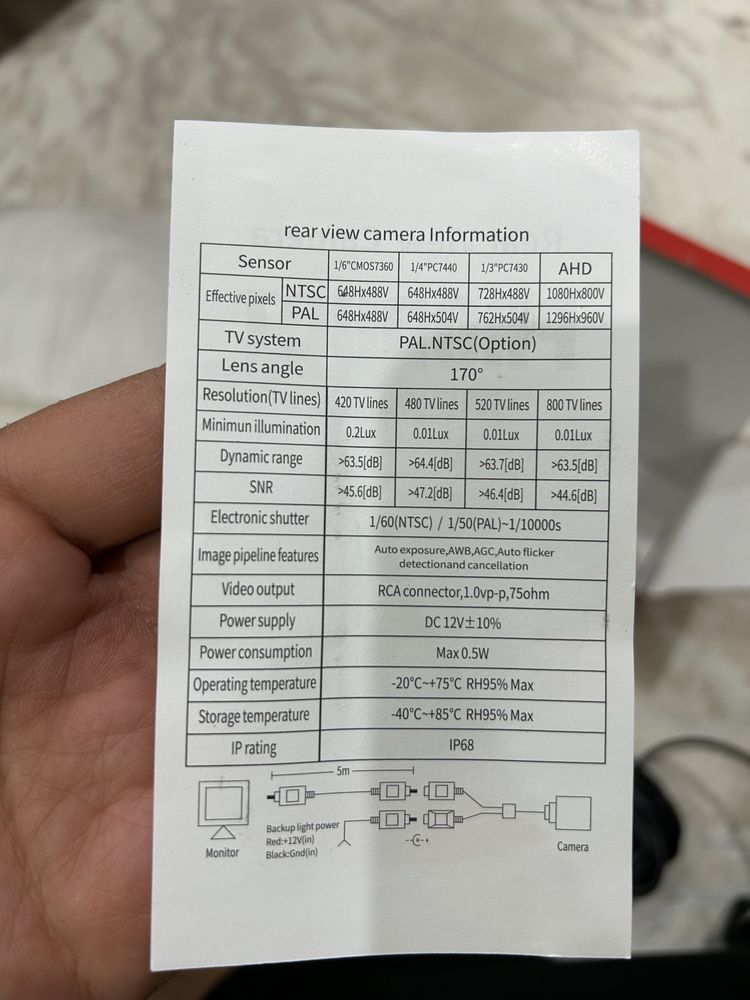 rear view camera Information
Sensor 1/6"CMOS7360 1/4"PC7440 1/3"PC7430 AHD
Effective pixels NTSC 648Hx488V 648Hx488V 728Hx488V 1080Hx800V
PAL 648Hx488V 648Hx504V 762Hx504V 1296Hx960V
TV system PAL.NTSC(Option)
Lens angle 170°
Resolution(TV lines) 420 TV lines 480 TV lines 520 TV lines 800 TV lines
Minimun illumination 0.2Lux 0.01Lux 0.01Lux 0.01Lux
Dynamic range >63.5[dB] >64.4[dB] >63.7[dB] >63.5[dB]
SNR >45.6[dB] >47.2[dB] >46.4[dB] >44.6[dB]
Electronic shutter 1/60(NTSC) / 1/50(PAL)~1/10000s
Image pipeline features Auto exposure,AWB,AGC,Auto flicker
detectionand cancellation
Video output RCA connector,1.0vp-p,75ohm
Power supply DC 12V±10%
Power consumption Max 0.5W
Operating temperature -20°C~+75°C RH95% Max
Storage temperature -40°C~+85°C RH95% Max
IP rating IP68
5m
Backup light power
Red:+12V(in)
Black:Gnd(in)
Monitor
Camera